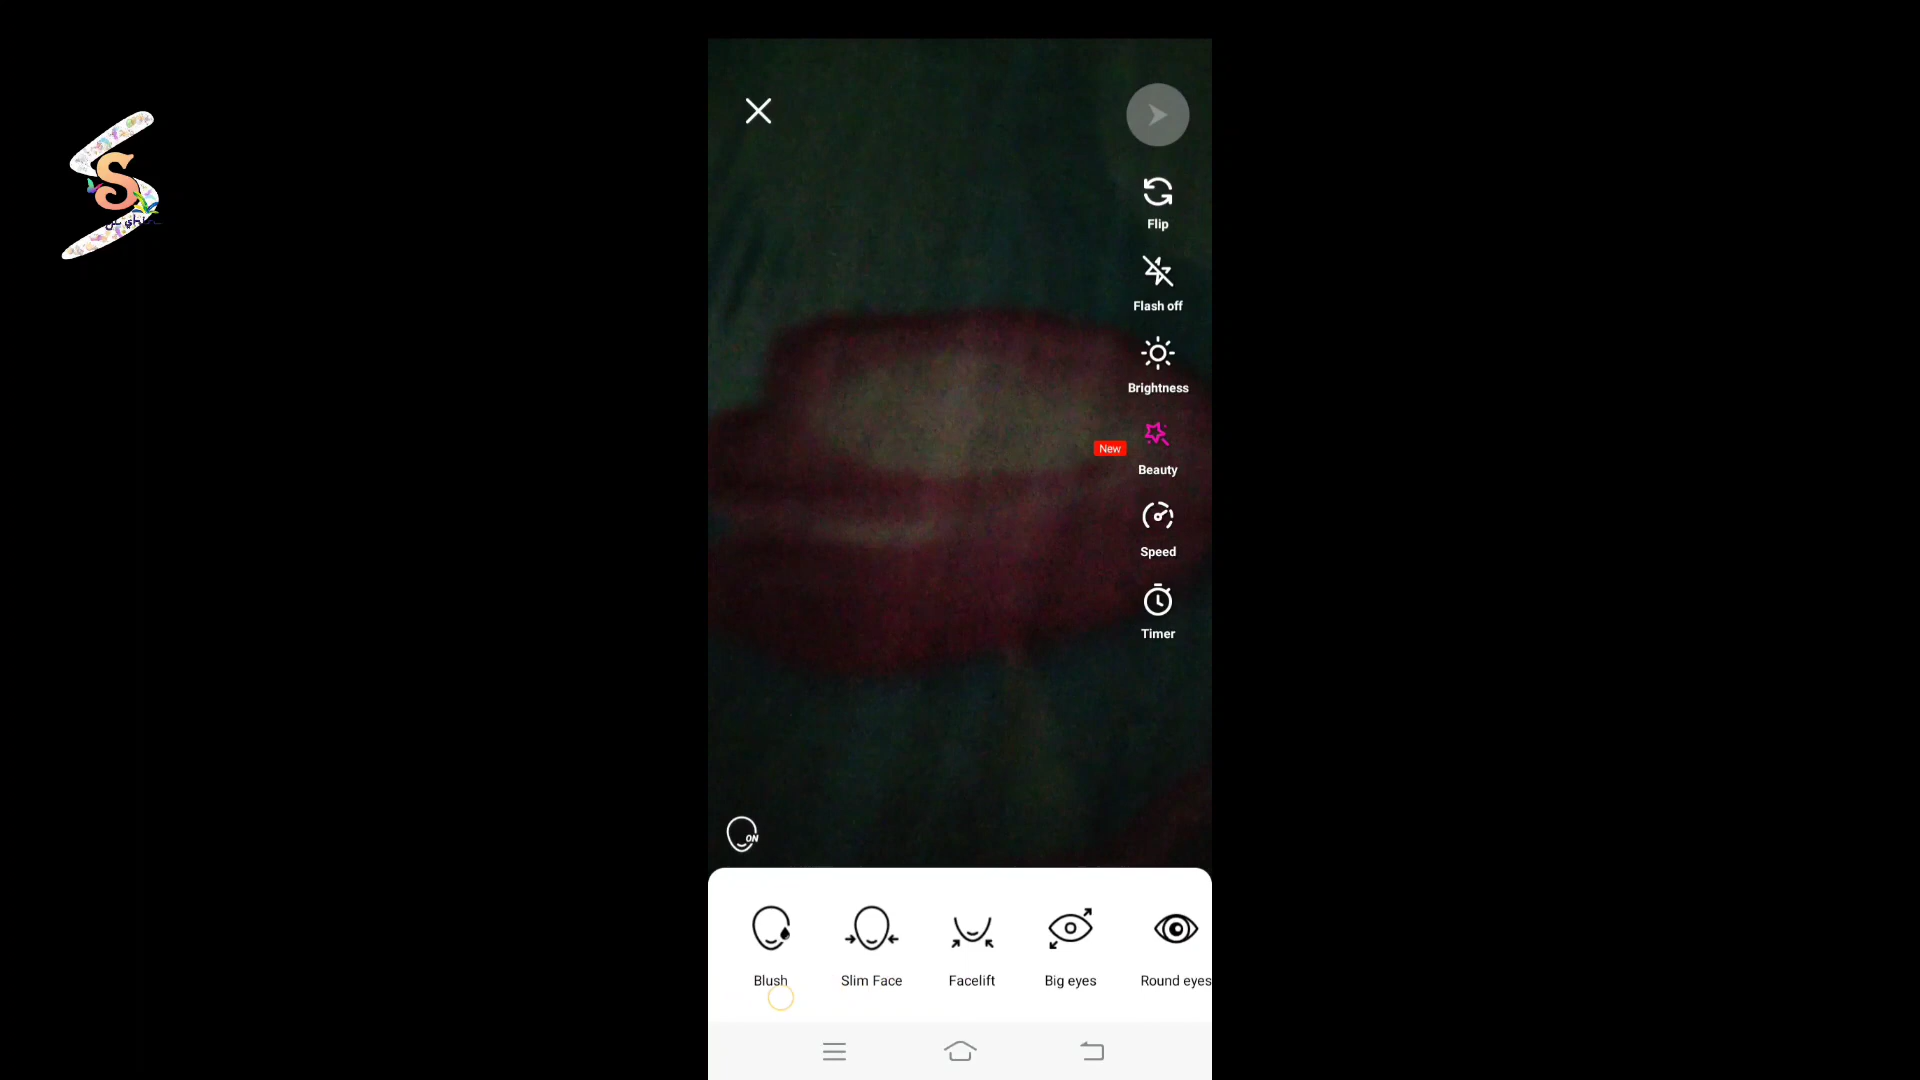 S
Flip
Flash off
Brightness
New
Beauty
Speed
Timer
ON
Blush
Slim Face
Facelift
Big eyes
Round eyes